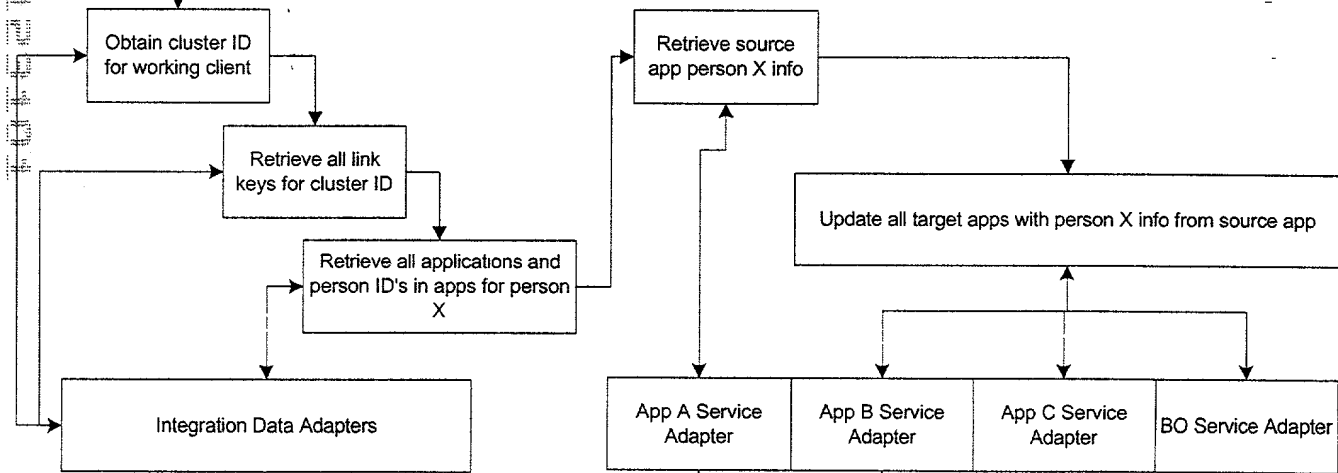 Obtain cluster ID
for working client
Retrieve source
app person X info
Retrieve all link
keys for cluster ID
Update all target apps with person X info from source app
Retrieve all applications and
person ID's in apps for person
X
Integration Data Adapters
App A Service
Adapter
App B Service
Adapter
App C Service
Adapter
BO Service Adapter